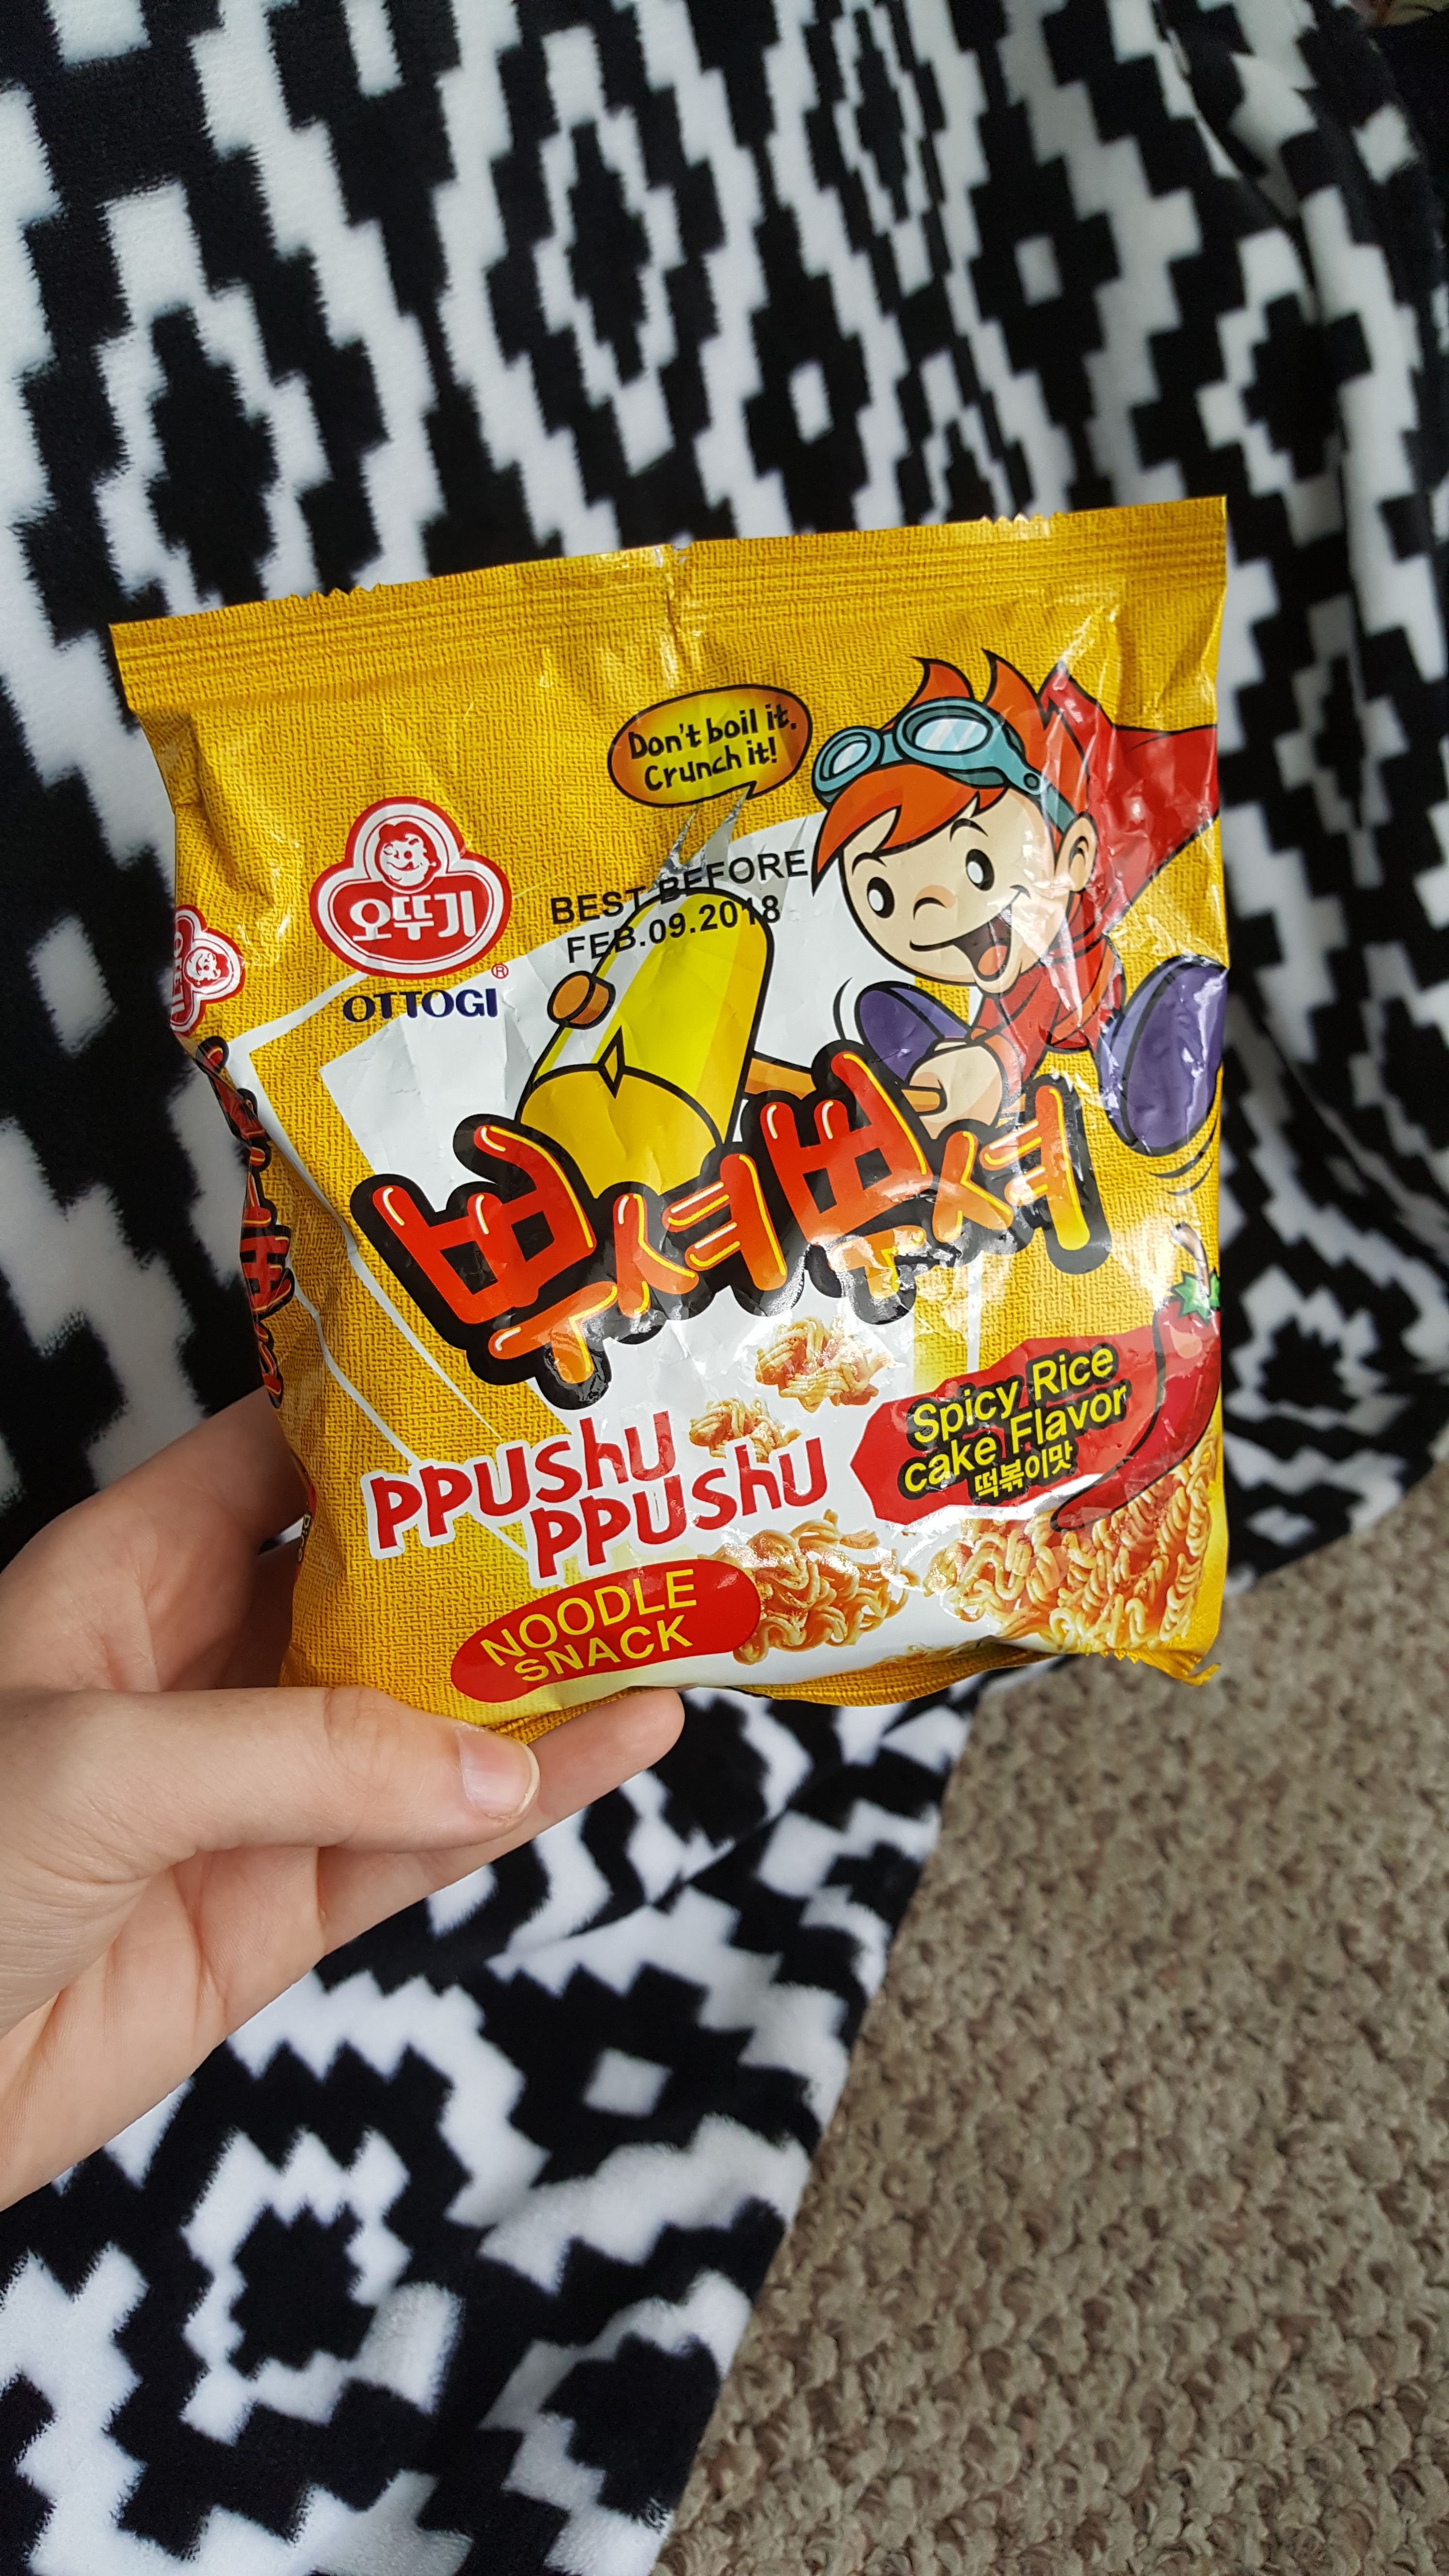 Don't boil it.
Crunch it!
오뚜기
®
OTTOGI
BEST BEFORE
FEB.09.2018
뿌셔뿌셔
PPUShU
PPUShU
Spicy Rice
cake Flavor
떡볶이맛
NOODLE
SNACK